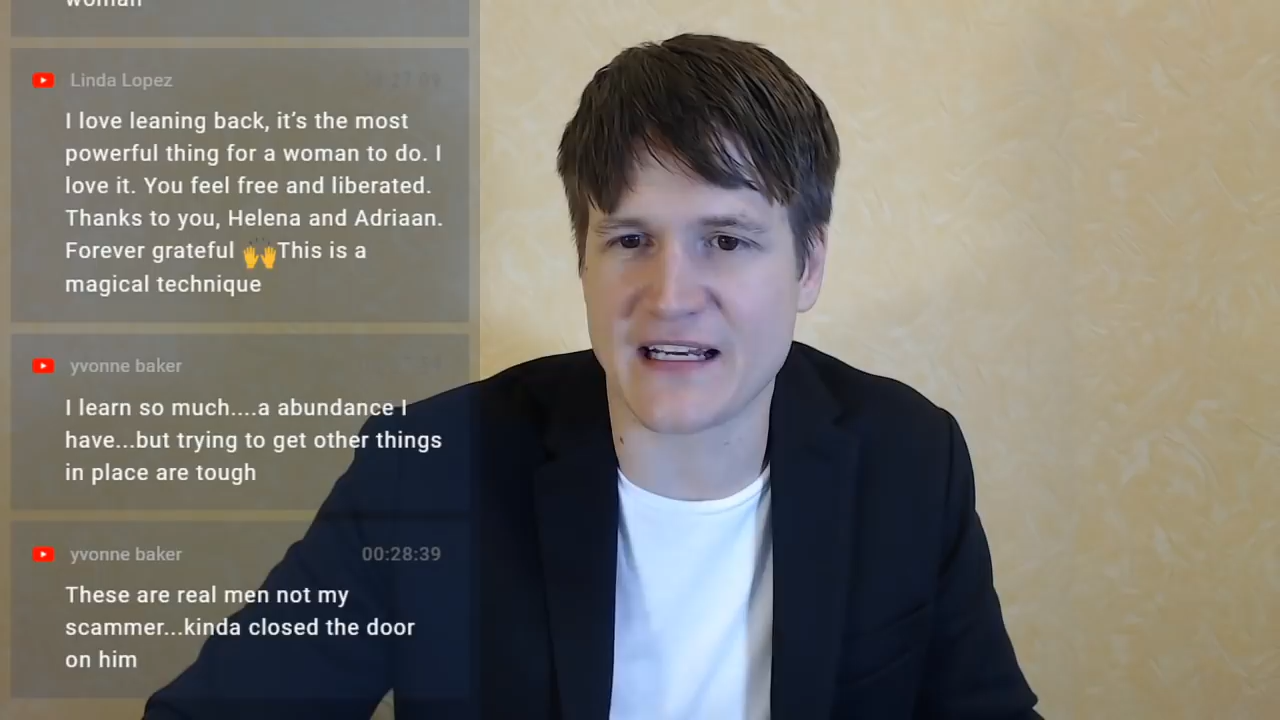 woman
Linda Lopez
I love leaning back, it’s the most
powerful thing for a woman to do. I
love it. You feel free and liberated.
Thanks to you, Helena and Adriaan.
Forever grateful 🙌This is a
magical technique
yvonne baker
I learn so much....a abundance I
have...but trying to get other things
in place are tough
yvonne baker 00:28:39
These are real men not my
scammer...kinda closed the door
on him